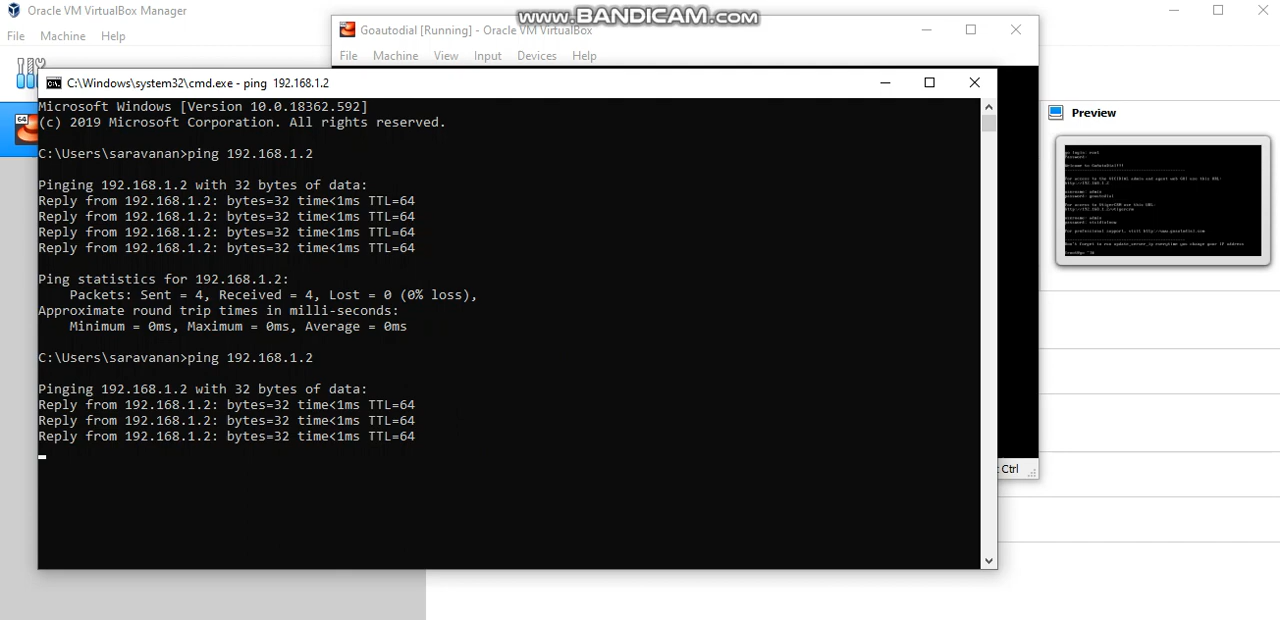 Oracle VM VirtualBox Manager
www.BANDICAM.com
File Machine Help
Goautodial [Running] - Oracle VM VirtualBox
File Machine View Input Devices Help
C:\Windows\system32\cmd.exe - ping 192.168.1.2
Microsoft Windows [Version 10.0.18362.592]
(c) 2019 Microsoft Corporation. All rights reserved.
C:\Users\saravanan>ping 192.168.1.2
Pinging 192.168.1.2 with 32 bytes of data:
Reply from 192.168.1.2: bytes=32 time<1ms TTL=64
Reply from 192.168.1.2: bytes=32 time<1ms TTL=64
Reply from 192.168.1.2: bytes=32 time<1ms TTL=64
Reply from 192.168.1.2: bytes=32 time<1ms TTL=64
Ping statistics for 192.168.1.2:
Packets: Sent = 4, Received = 4, Lost = 0 (0% loss),
Approximate round trip times in milli-seconds:
Minimum = 0ms, Maximum = 0ms, Average = 0ms
C:\Users\saravanan>ping 192.168.1.2
Pinging 192.168.1.2 with 32 bytes of data:
Reply from 192.168.1.2: bytes=32 time<1ms TTL=64
Reply from 192.168.1.2: bytes=32 time<1ms TTL=64
Reply from 192.168.1.2: bytes=32 time<1ms TTL=64
64
Ctrl
Preview